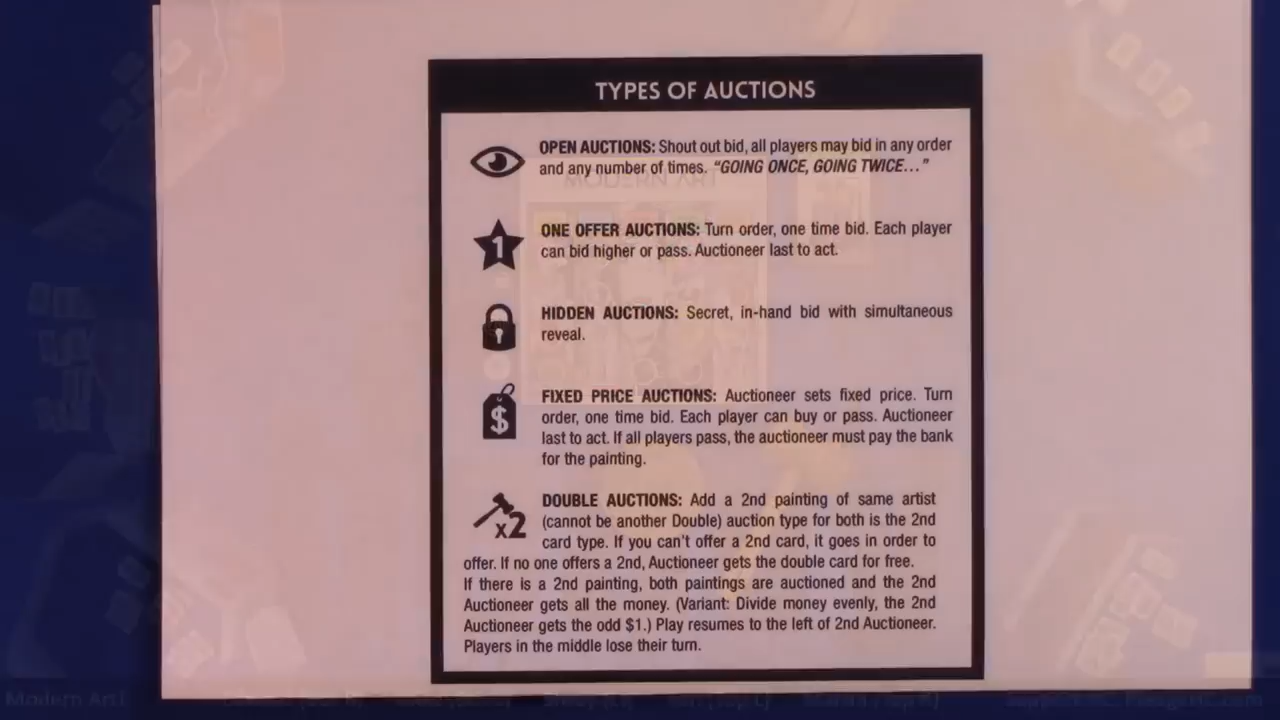 TYPES OF AUCTIONS
OPEN AUCTIONS: Shout out bid, all players may bid in any order
and any number of times. “GOING ONCE, GOING TWICE...”
MODERN ART
1
ONE OFFER AUCTIONS: Turn order, one time bid. Each player
can bid higher or pass. Auctioneer last to act.
HIDDEN AUCTIONS: Secret, in-hand bid with simultaneous
reveal.
$
FIXED PRICE AUCTIONS: Auctioneer sets fixed price. Turn
order, one time bid. Each player can buy or pass. Auctioneer
last to act. If all players pass, the auctioneer must pay the bank
for the painting.
x2
DOUBLE AUCTIONS: Add a 2nd painting of same artist
(cannot be another Double) auction type for both is the 2nd
card type. If you can't offer a 2nd card, it goes in order to
offer. If no one offers a 2nd, Auctioneer gets the double card for free.
If there is a 2nd painting, both paintings are auctioned and the 2nd
Auctioneer gets all the money. (Variant: Divide money evenly, the 2nd
Auctioneer gets the odd $1.) Play resumes to the left of 2nd Auctioneer.
Players in the middle lose their turn.
Modern Art